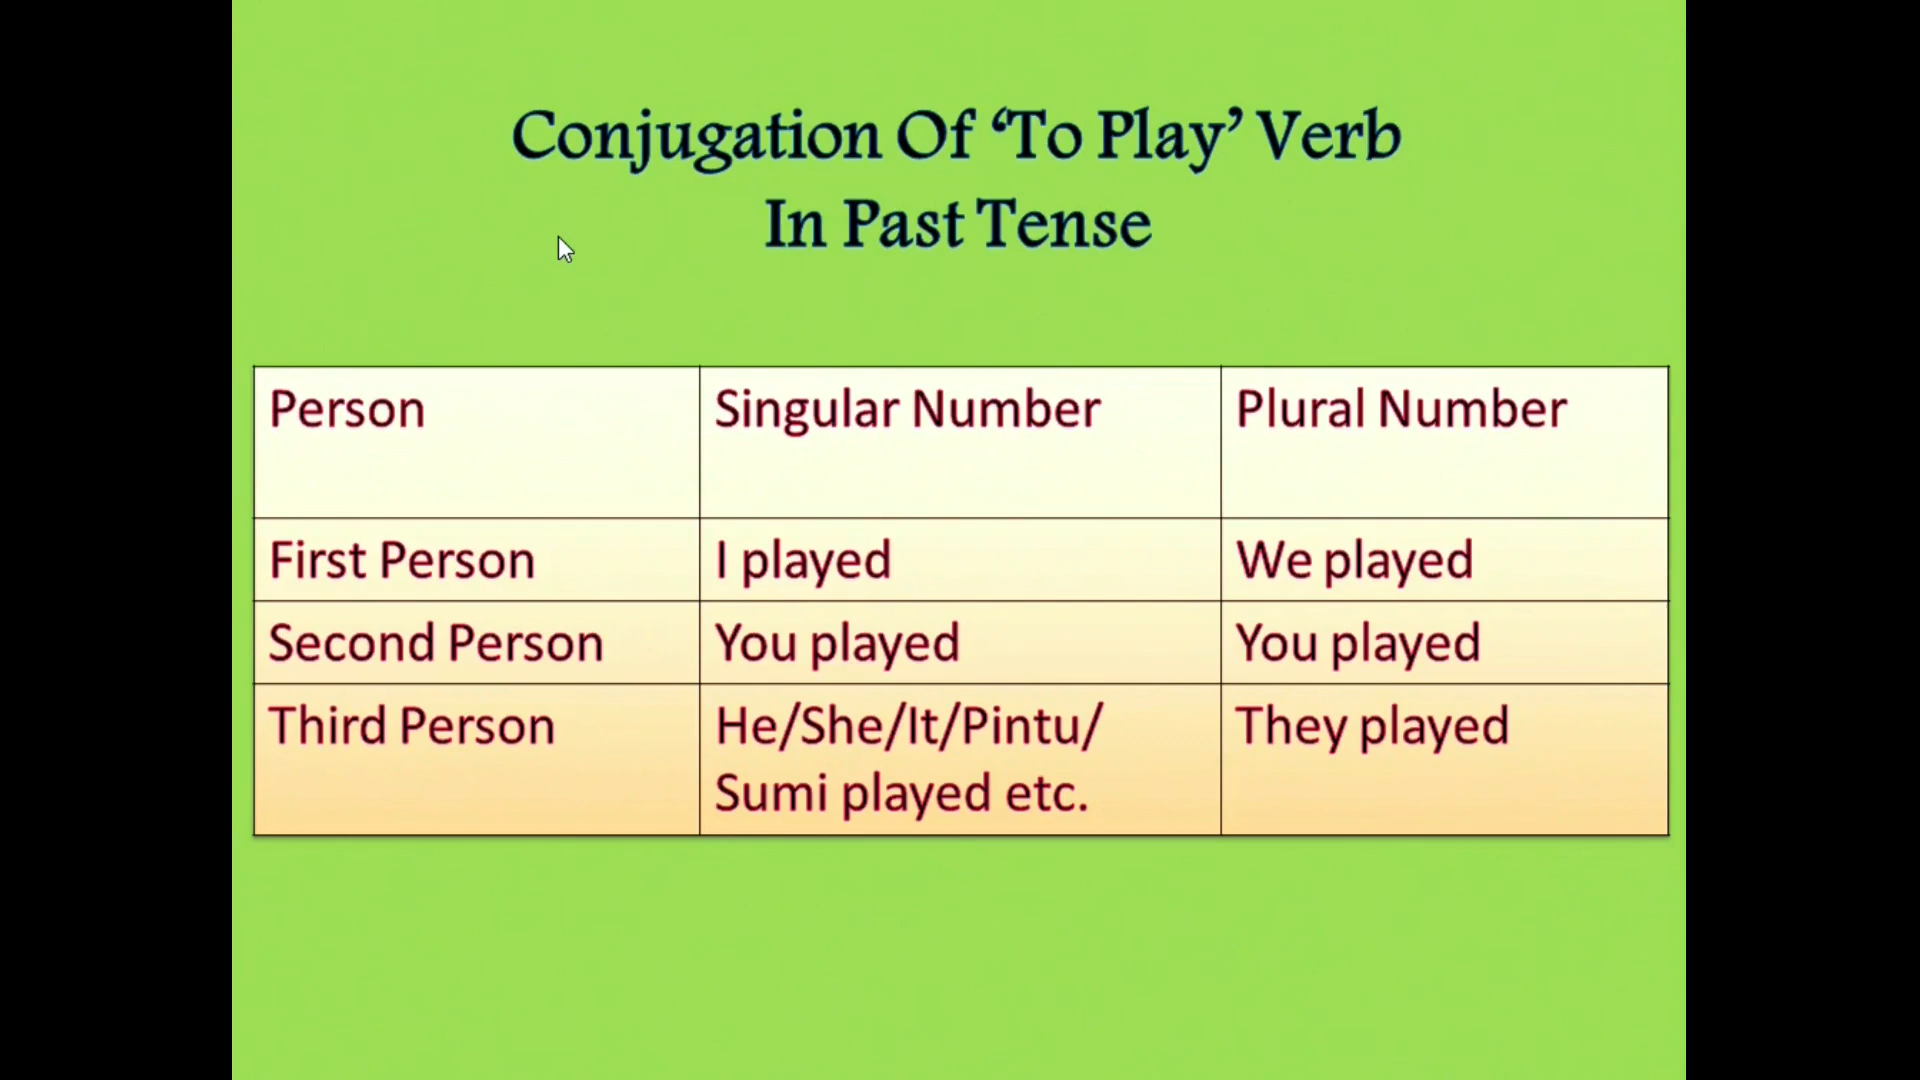 Conjugation Of ‘To Play’ Verb
In Past Tense
Person Singular Number Plural Number
First Person I played We played
Second Person You played You played
Third Person He/She/It/Pintu/ They played
Sumi played etc.